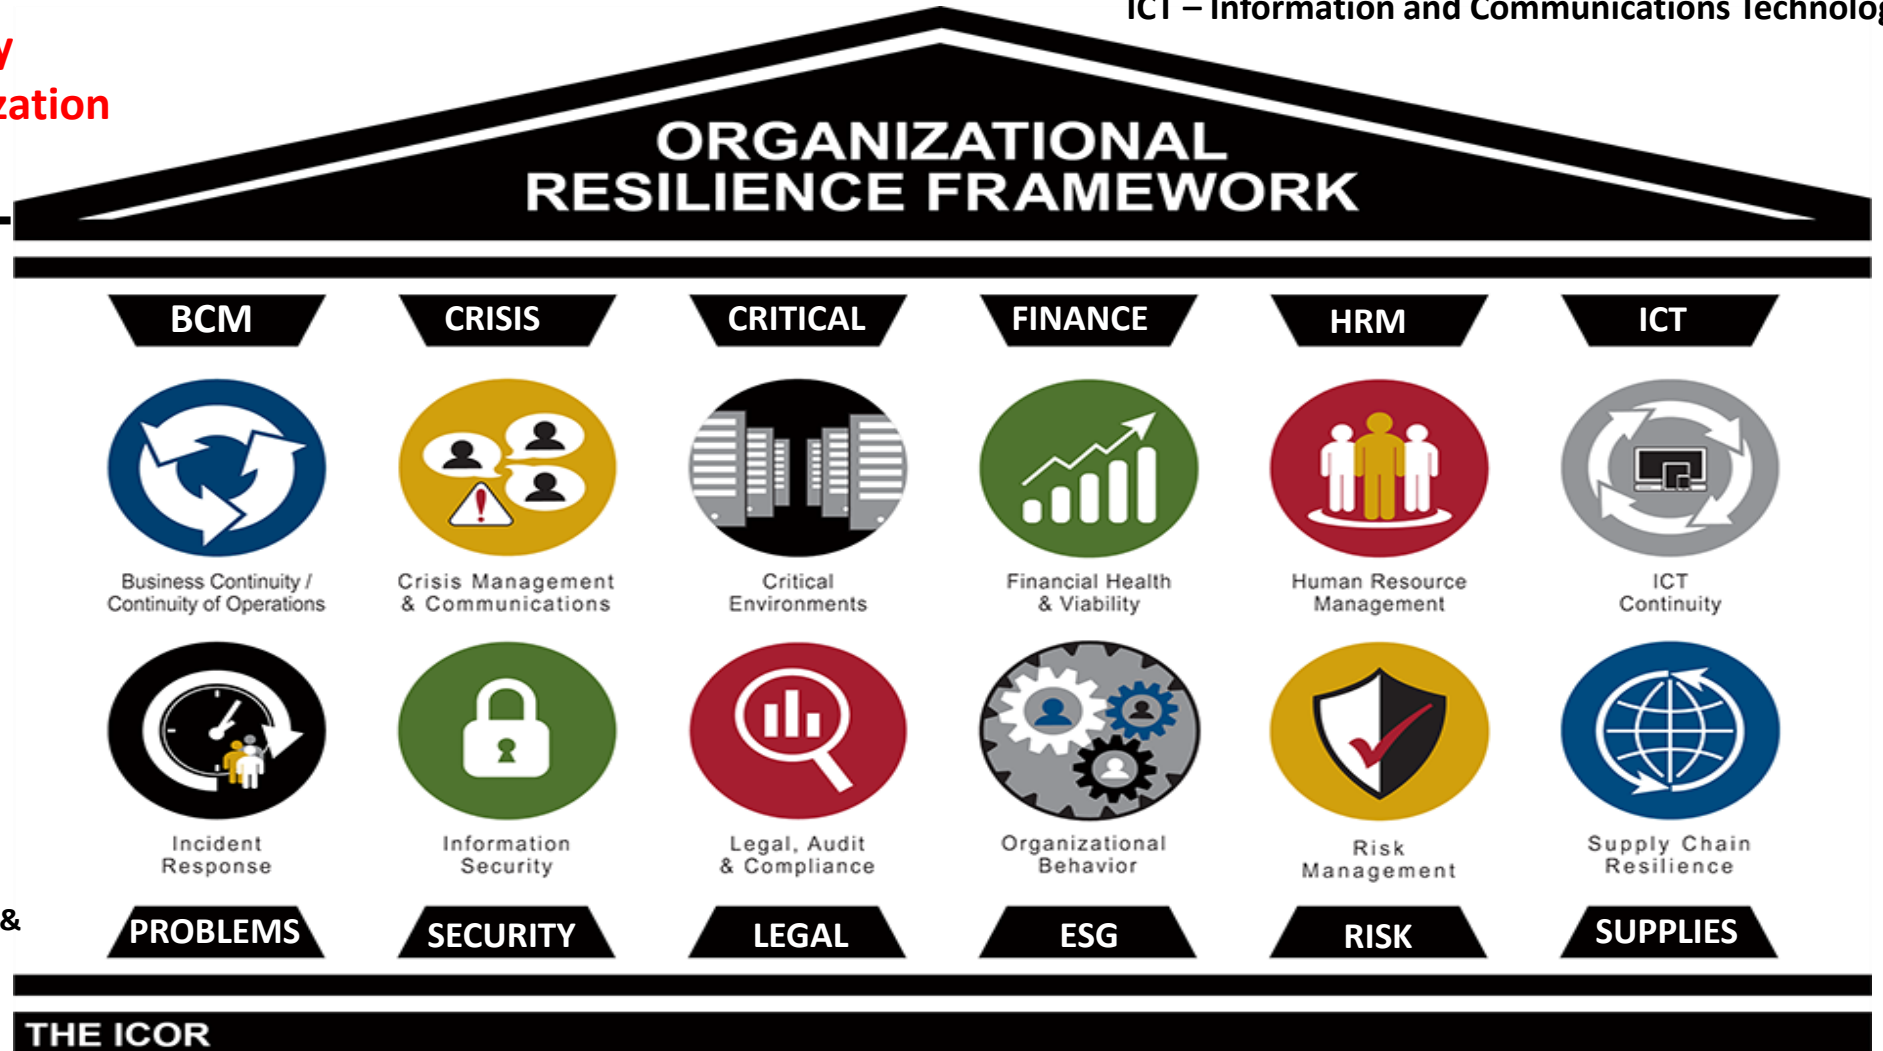 ICT – Information and Communications Technolog
y
zation
ORGANIZATIONAL
RESILIENCE FRAMEWORK
BCM
CRISIS
CRITICAL
FINANCE
HRM
ICT
Business Continuity /
Continuity of Operations
Crisis Management
& Communications
Critical
Environments
Financial Health
& Viability
Human Resource
Management
ICT
Continuity
Incident
Response
Information
Security
Legal, Audit
& Compliance
Organizational
Behavior
Risk
Management
Supply Chain
Resilience
&
PROBLEMS
SECURITY
LEGAL
ESG
RISK
SUPPLIES
THE ICOR